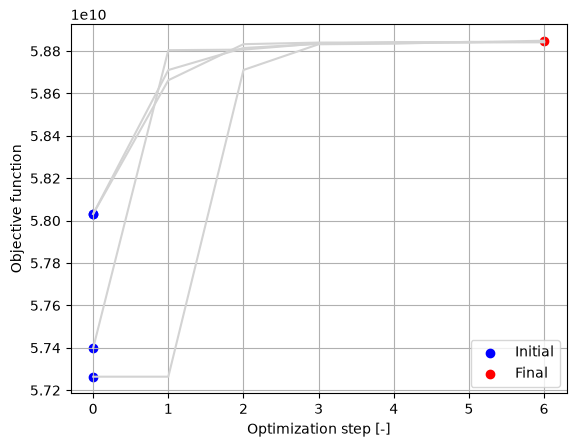 1e10
5.88
5.86
5.84
5.82
5.80
5.78
5.76
5.74
5.72
Objective function
0 1 2 3 4 5 6
Optimization step [-]
Initial
Final